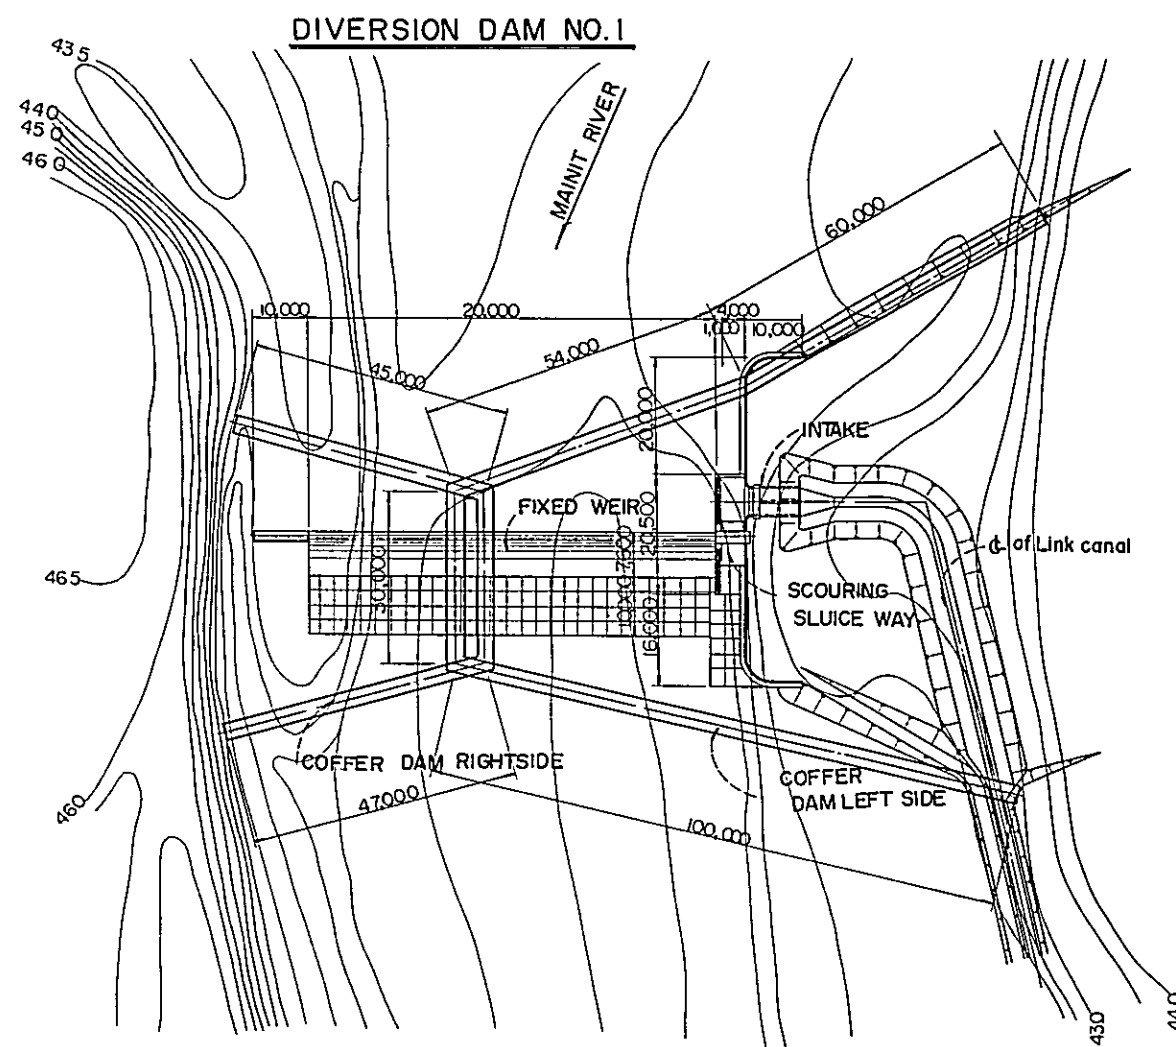 DIVERSION DAM NO.1
435
440
450
460
MAINIT RIVER
60,000
10,000
20,000
4,000
1,000
10,000
54,000
45,000
20,000
INTAKE
FIXED WEIR
20,500
7,500
30,000
℄ of Link canal
465
SCOURING
SLUICE WAY
16,000
COFFER DAM RIGHTSIDE
COFFER
DAM LEFT SIDE
460
47,000
100,000
430
440